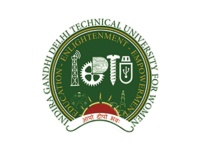 INDIRA GANDHI DELHI TECHNICAL UNIVERSITY FOR WOMEN
EDUCATION - ENLIGHTENMENT - EMPOWERMENT